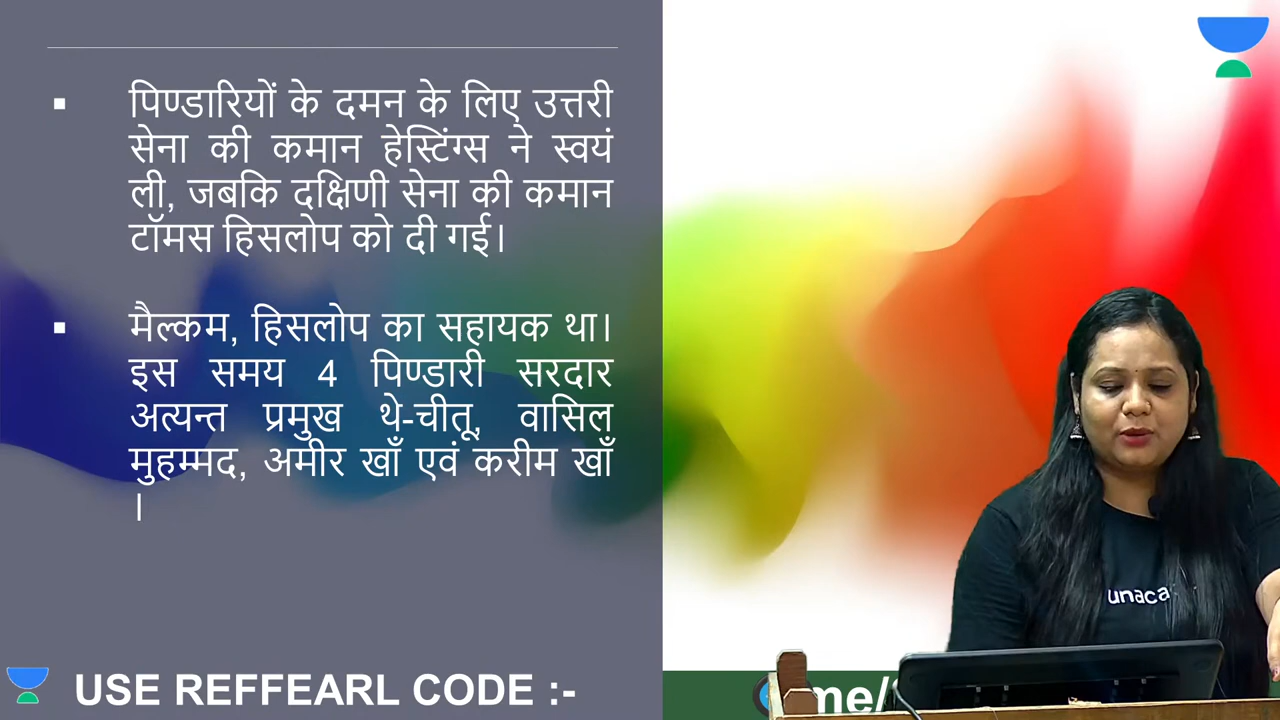 ▪ पिण्डारियों के दमन के लिए उत्तरी
सेना की कमान हेस्टिंग्स ने स्वयं
ली, जबकि दक्षिणी सेना की कमान
टॉमस हिसलोप को दी गई।
▪ मैल्कम, हिसलोप का सहायक था।
इस समय 4 पिण्डारी सरदार
अत्यन्त प्रमुख थे-चीतू, वासिल
मुहम्मद, अमीर खाँ एवं करीम खाँ
।
unaca
USE REFFEARL CODE :-
me/